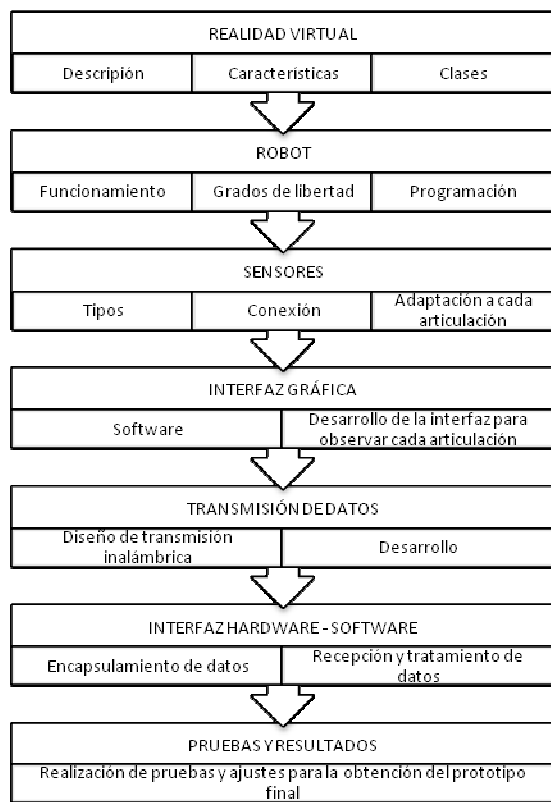 REALIDAD VIRTUAL
Descripión
Características
Clases
ROBOT
Funcionamiento
Grados de libertad
Programación
SENSORES
Tipos
Conexión
Adaptación a cada
articulación
INTERFAZ GRÁFICA
Software
Desarrollo de la interfaz para
observar cada articulación
TRANSMISIÓN DE DATOS
Diseño de transmisión
inalámbrica
Desarrollo
INTERFAZ HARDWARE - SOFTWARE
Encapsulamiento de datos
Recepción y tratamiento de
datos
PRUEBAS Y RESULTADOS
Realización de pruebas y ajustes para la obtención del prototipo
final